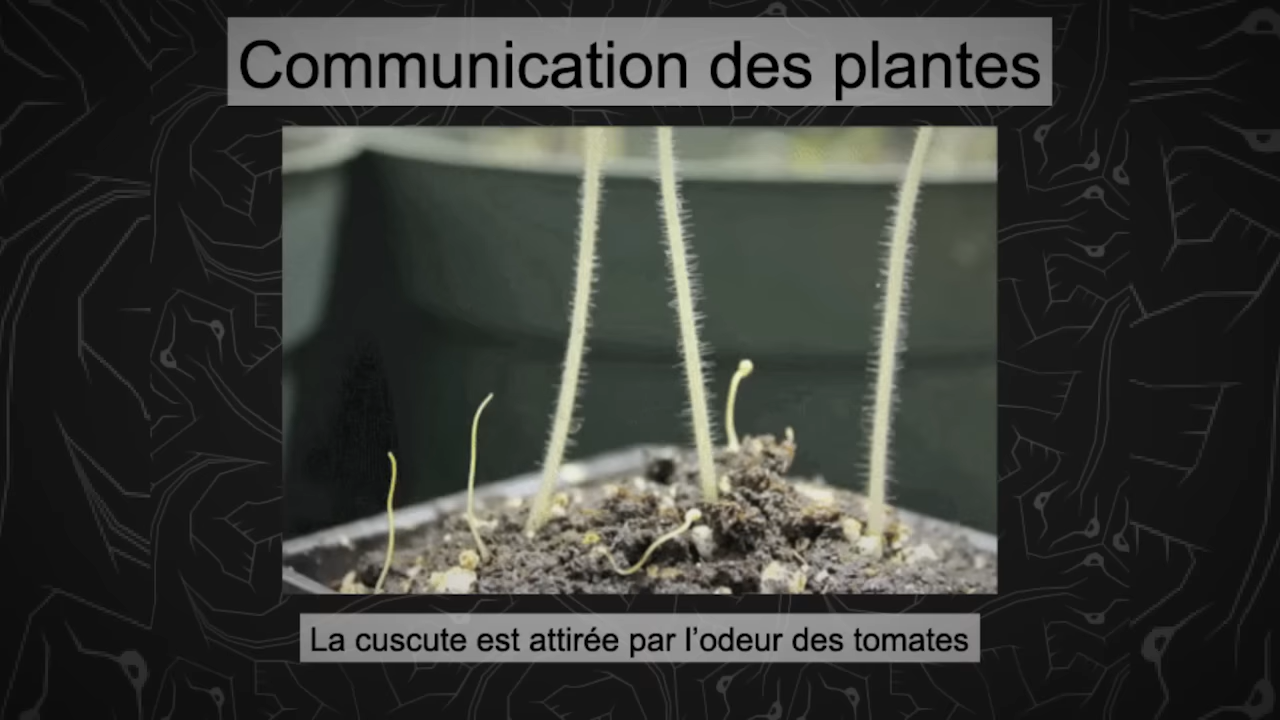 Communication des plantes
La cuscute est attirée par l’odeur des tomates